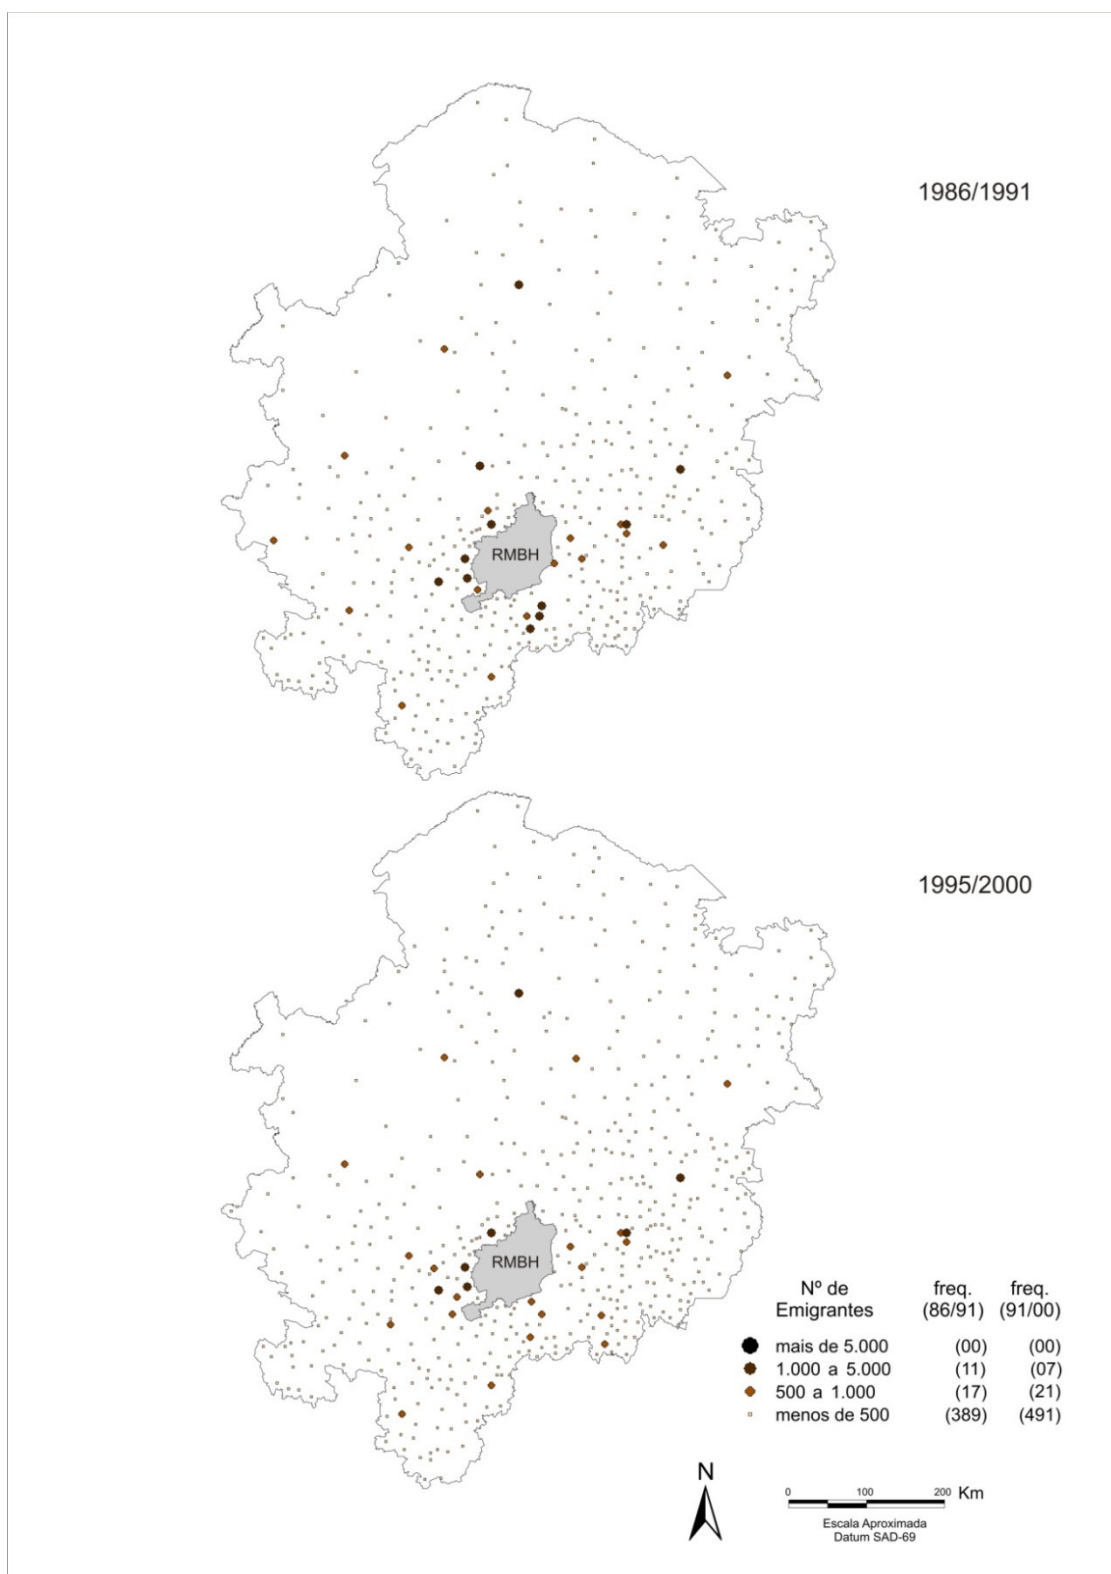 1986/1991
RMBH
1995/2000
RMBH
Nº de freq. freq.
Emigrantes (86/91) (91/00)
mais de 5.000 (00) (00)
1.000 a 5.000 (11) (07)
500 a 1.000 (17) (21)
menos de 500 (389) (491)
N
0 100 200 Km
Escala Aproximada
Datum SAD-69